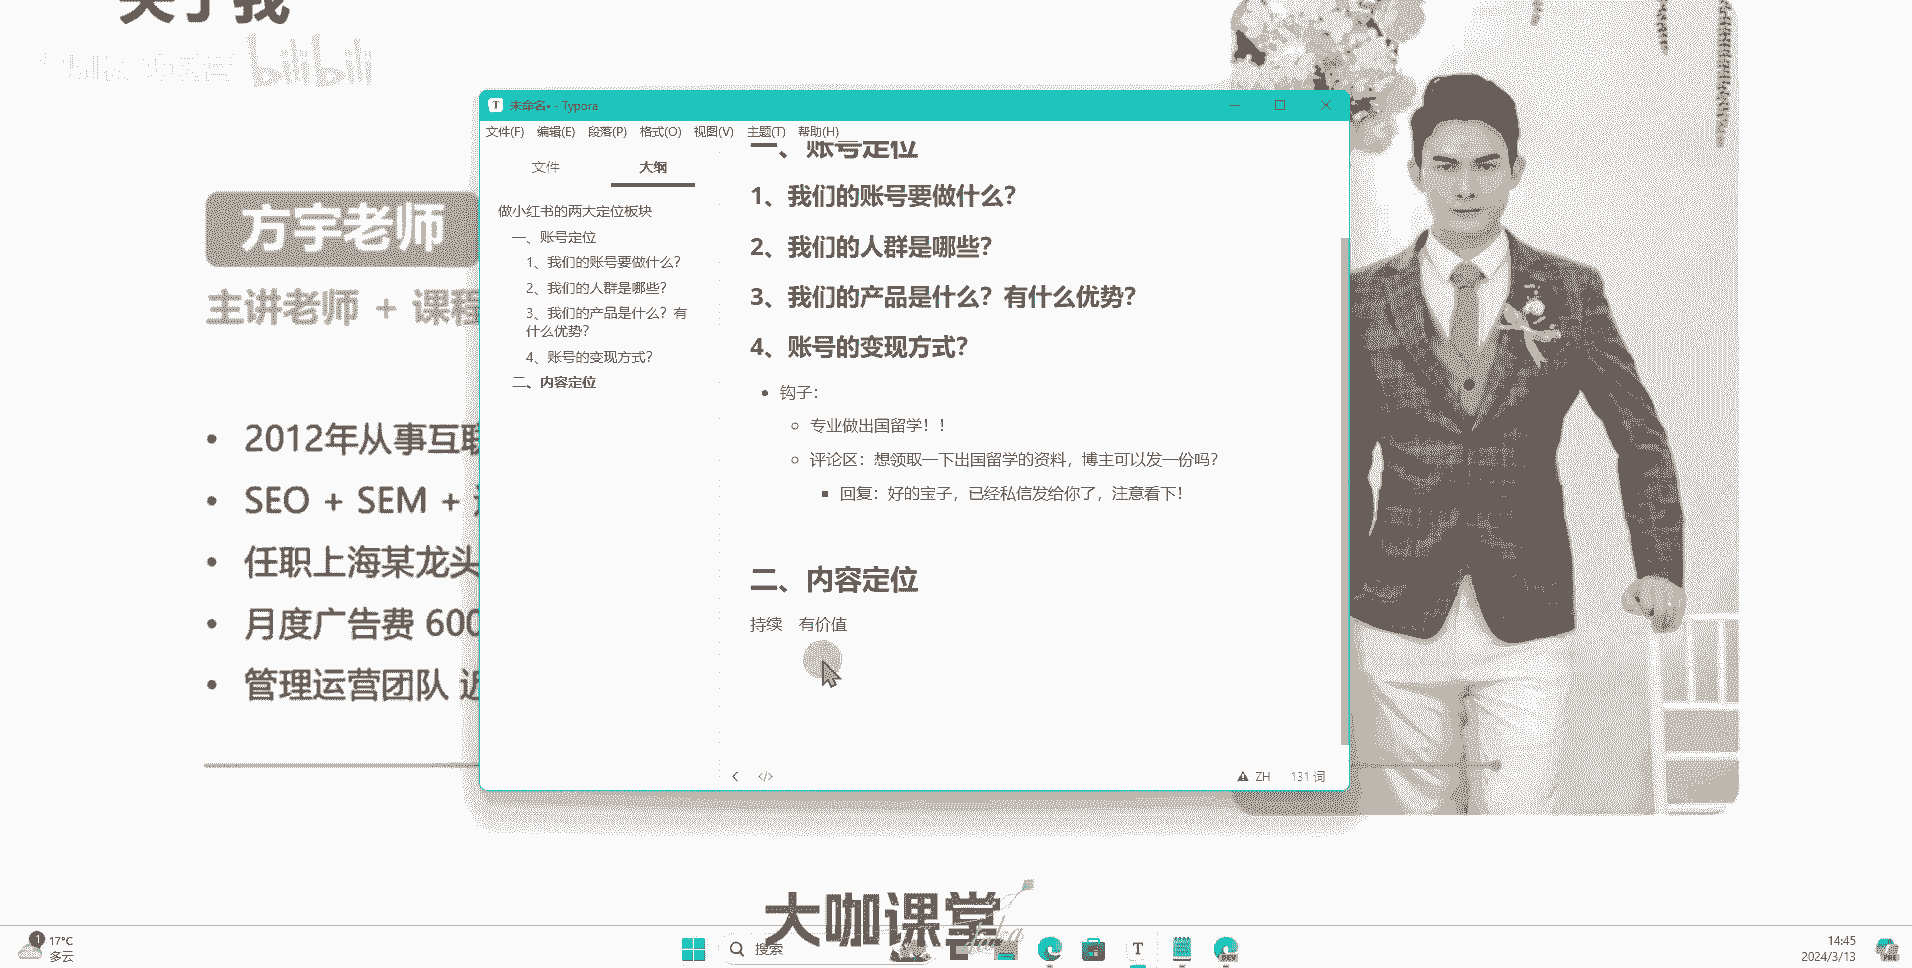 关于我
bilibili
方宇老师
主讲老师 + 课程
2012年从事互联
SEO + SEM +
任职上海某龙头
月度广告费 600
管理运营团队 近
未命名• - Typora
文件(F) 编辑(E) 段落(P) 格式(O) 视图(V) 主题(T) 帮助(H)
文件 大纲
做小红书的两大定位板块
一、账号定位
1、我们的账号要做什么？
2、我们的人群是哪些？
3、我们的产品是什么？有
什么优势？
4、账号的变现方式？
二、内容定位
一、账号定位
1、我们的账号要做什么？
2、我们的人群是哪些？
3、我们的产品是什么？有什么优势？
4、账号的变现方式？
钩子：
专业做出国留学！！
评论区：想领取一下出国留学的资料，博主可以发一份吗？
回复：好的宝子，已经私信发给你了，注意看下！
二、内容定位
持续 有价值
ZH 131 词
大咖课堂
1
17°C
多云
搜索
T
DEV
14:45
2024/3/13
PRE